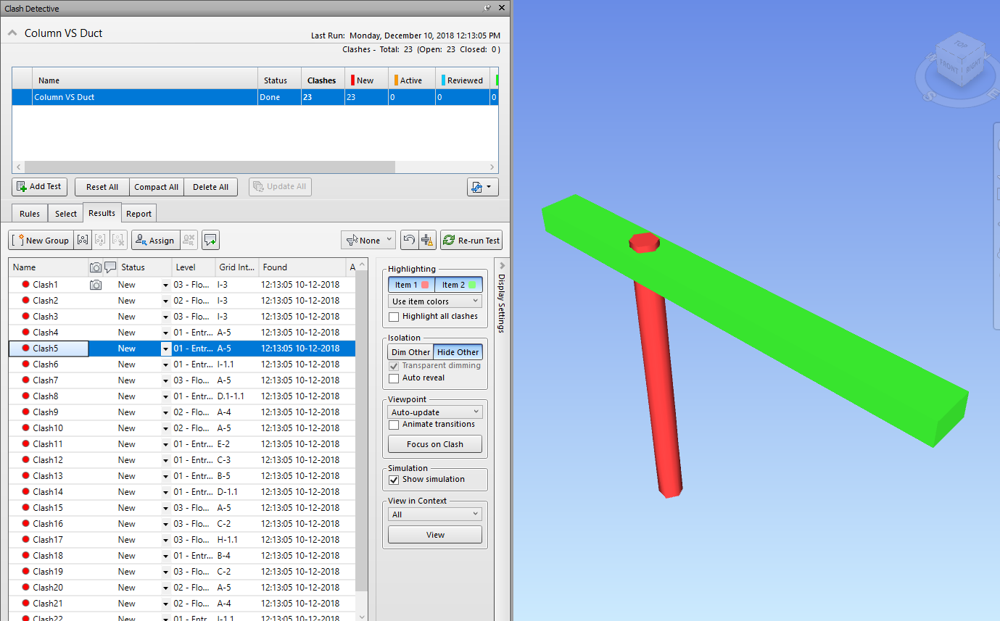 Clash Detective
Column VS Duct
Last Run: Monday, December 10, 2018 12:13:05 PM
Clashes - Total: 23 (Open: 23 Closed: 0 )
Name Status Clashes New Active Reviewed
Column VS Duct Done 23 23 0 0 0
Add Test Reset All Compact All Delete All Update All
Rules Select Results Report
New Group Assign None Re-run Test
Name Status Level Grid Int... Found A
Clash1 New 03 - Flo... I-3 12:13:05 10-12-2018
Clash2 New 02 - Flo... I-3 12:13:05 10-12-2018
Clash3 New 03 - Flo... I-3 12:13:05 10-12-2018
Clash4 New 01 - Entr... A-5 12:13:05 10-12-2018
Clash5 New 01 - Entr... A-5 12:13:05 10-12-2018
Clash6 New 01 - Entr... I-1.1 12:13:05 10-12-2018
Clash7 New 03 - Flo... A-5 12:13:05 10-12-2018
Clash8 New 01 - Entr... D.1-1.1 12:13:05 10-12-2018
Clash9 New 02 - Flo... A-4 12:13:05 10-12-2018
Clash10 New 02 - Flo... A-5 12:13:05 10-12-2018
Clash11 New 01 - Entr... E-2 12:13:05 10-12-2018
Clash12 New 01 - Entr... C-3 12:13:05 10-12-2018
Clash13 New 01 - Entr... B-5 12:13:05 10-12-2018
Clash14 New 01 - Entr... D-1.1 12:13:05 10-12-2018
Clash15 New 03 - Flo... A-5 12:13:05 10-12-2018
Clash16 New 03 - Flo... C-2 12:13:05 10-12-2018
Clash17 New 03 - Flo... H-1.1 12:13:05 10-12-2018
Clash18 New 01 - Entr... B-4 12:13:05 10-12-2018
Clash19 New 03 - Flo... C-2 12:13:05 10-12-2018
Clash20 New 02 - Flo... A-5 12:13:05 10-12-2018
Clash21 New 02 - Flo... A-4 12:13:05 10-12-2018
Clash22 New 01 - Entr... I-1.1 12:13:05 10-12-2018
Highlighting
Item 1 Item 2
Use item colors
Highlight all clashes
Isolation
Dim Other Hide Other
Transparent dimming
Auto reveal
Viewpoint
Auto-update
Animate transitions
Focus on Clash
Simulation
Show simulation
View in Context
All
View
Display Settings
TOP
FRONT RIGHT
W
S E